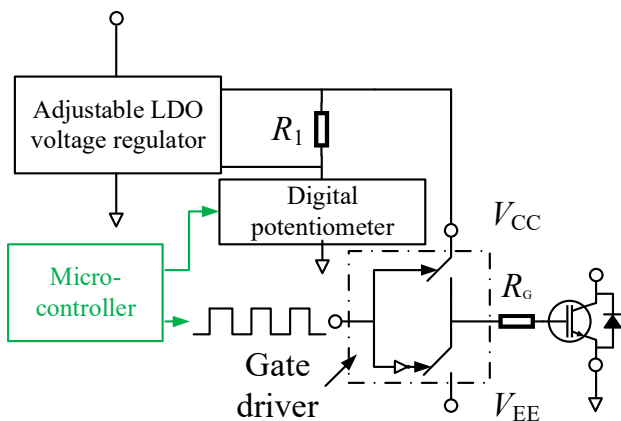 Adjustable LDO
voltage regulator
R1
Digital
potentiometer
VCC
Micro-
controller
RG
Gate
driver
VEE